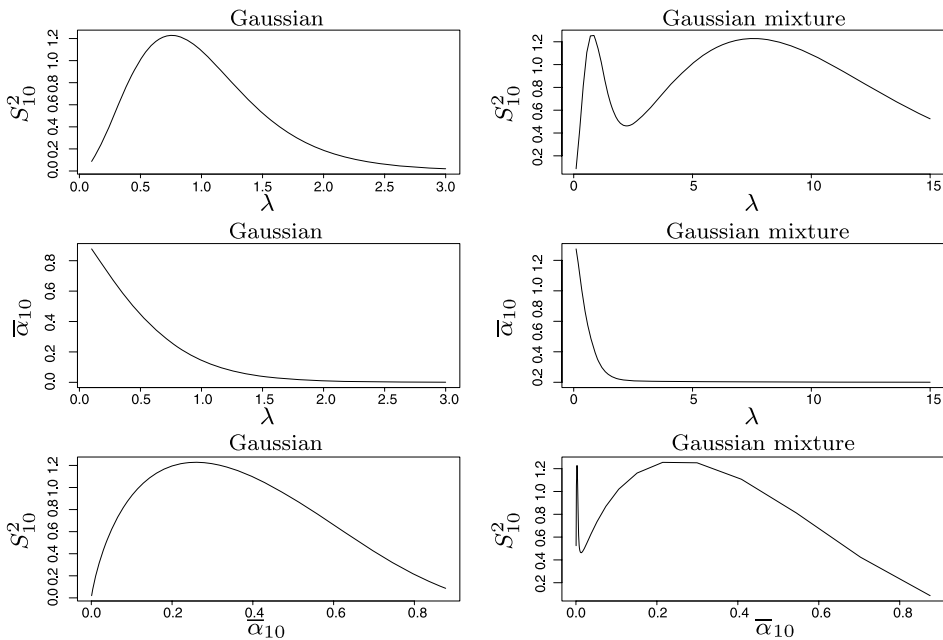 Gaussian
S²₁₀
0.0 0.2 0.4 0.6 0.8 1.0 1.2
0.0 0.5 1.0 1.5 2.0 2.5 3.0
λ
Gaussian mixture
S²₁₀
0.2 0.4 0.6 0.8 1.0 1.2
0 5 10 15
λ
Gaussian
α̅₁₀
0.0 0.2 0.4 0.6 0.8
0.0 0.5 1.0 1.5 2.0 2.5 3.0
λ
Gaussian mixture
α̅₁₀
0.2 0.4 0.6 0.8 1.0 1.2
0 5 10 15
λ
Gaussian
S²₁₀
0.0 0.2 0.4 0.6 0.8 1.0 1.2
0.0 0.2 0.4 0.6 0.8
α̅₁₀
Gaussian mixture
S²₁₀
0.2 0.4 0.6 0.8 1.0 1.2
0.0 0.2 0.4 0.6 0.8
α̅₁₀